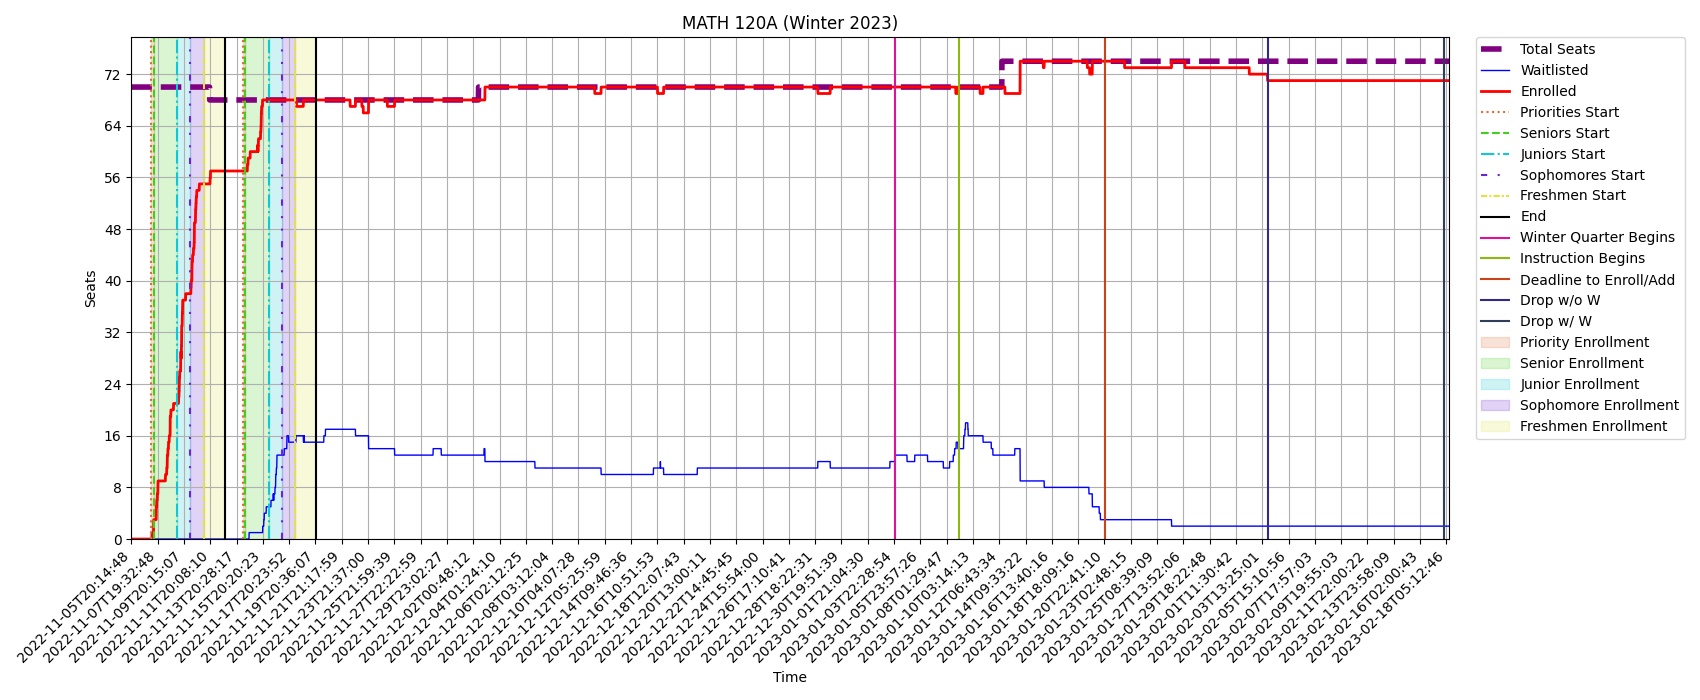 MATH 120A (Winter 2023)
Seats
72
64
56
48
40
32
24
16
8
0
2022-11-05T20:14:48
2022-11-07T19:32:48
2022-11-09T20:15:07
2022-11-11T20:08:10
2022-11-13T20:28:17
2022-11-15T20:20:23
2022-11-17T20:23:52
2022-11-19T20:36:07
2022-11-21T21:17:59
2022-11-23T21:37:00
2022-11-25T21:59:39
2022-11-27T22:22:59
2022-11-29T23:02:27
2022-12-02T00:48:12
2022-12-04T01:24:10
2022-12-06T02:12:25
2022-12-08T03:12:04
2022-12-10T04:07:28
2022-12-12T05:25:59
2022-12-14T09:46:36
2022-12-16T10:51:53
2022-12-18T12:07:43
2022-12-20T13:00:11
2022-12-22T14:45:45
2022-12-24T15:54:00
2022-12-26T17:10:41
2022-12-28T18:22:31
2022-12-30T19:51:39
2023-01-01T21:04:30
2023-01-03T22:28:54
2023-01-05T23:57:26
2023-01-08T01:29:47
2023-01-10T03:14:13
2023-01-12T06:43:34
2023-01-14T09:33:22
2023-01-16T13:40:16
2023-01-18T18:09:16
2023-01-20T22:41:10
2023-01-23T02:48:15
2023-01-25T08:39:09
2023-01-27T13:52:06
2023-01-29T18:22:48
2023-02-01T11:30:42
2023-02-03T13:25:01
2023-02-05T15:10:56
2023-02-07T17:57:03
2023-02-09T19:55:03
2023-02-11T22:00:22
2023-02-13T23:58:09
2023-02-16T02:00:43
2023-02-18T05:12:46
Time
Total Seats
Waitlisted
Enrolled
Priorities Start
Seniors Start
Juniors Start
Sophomores Start
Freshmen Start
End
Winter Quarter Begins
Instruction Begins
Deadline to Enroll/Add
Drop w/o W
Drop w/ W
Priority Enrollment
Senior Enrollment
Junior Enrollment
Sophomore Enrollment
Freshmen Enrollment